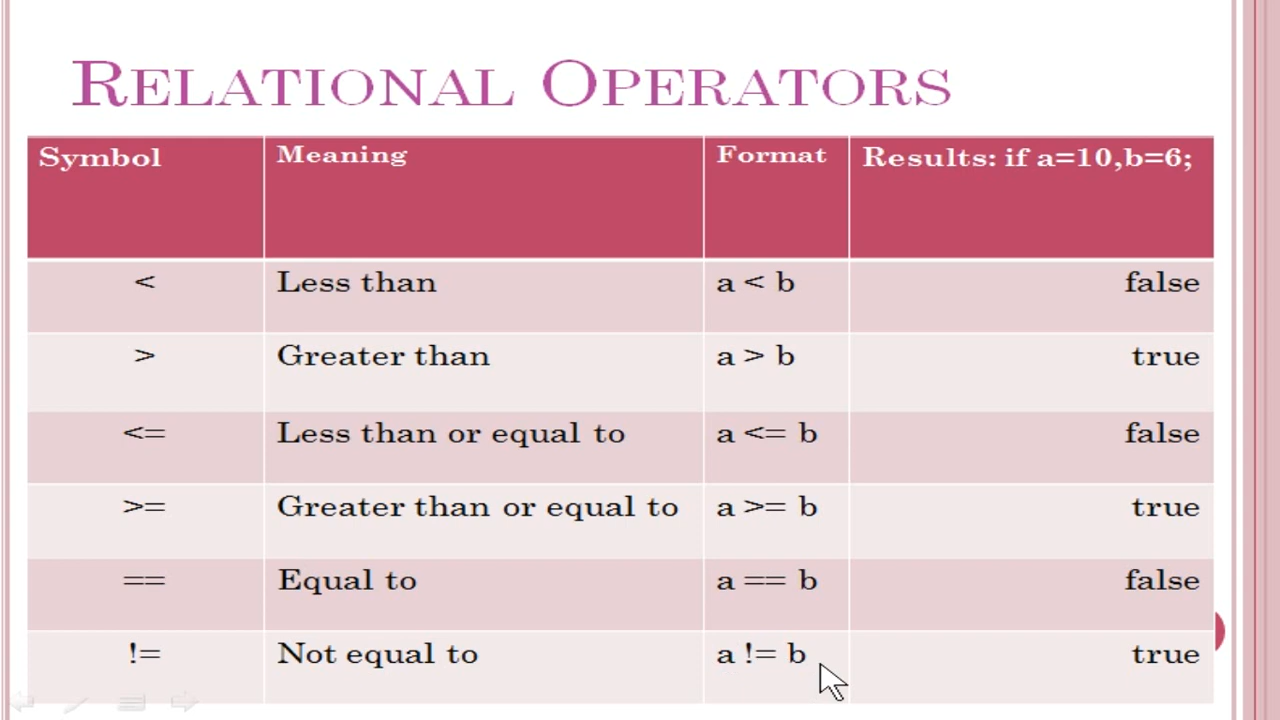 RELATIONAL OPERATORS
Symbol Meaning Format Results: if a=10,b=6;
< Less than a < b false
> Greater than a > b true
<= Less than or equal to a <= b false
>= Greater than or equal to a >= b true
== Equal to a == b false
!= Not equal to a != b true